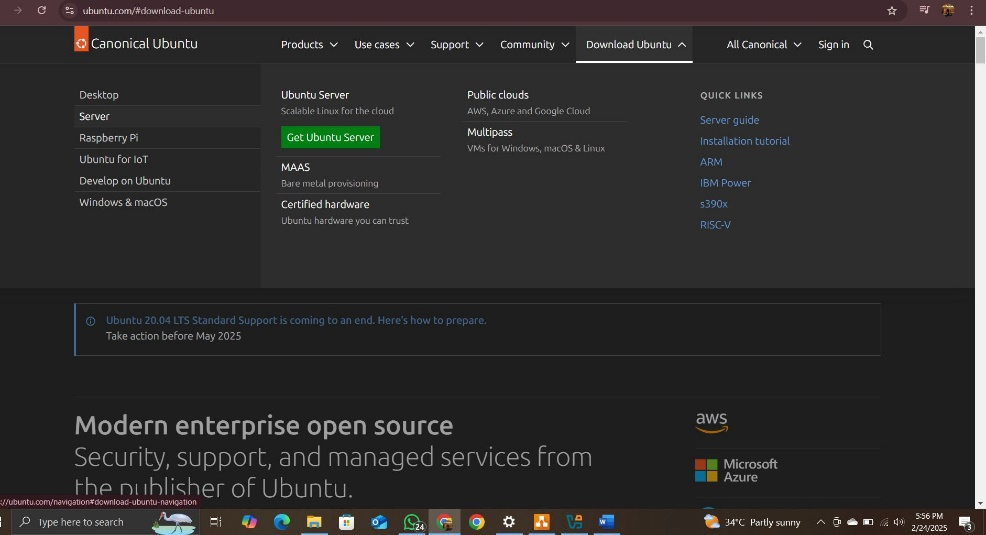 ubuntu.com/#download-ubuntu
Canonical Ubuntu
Products
Use cases
Support
Community
Download Ubuntu
All Canonical
Sign in
Desktop
Server
Raspberry Pi
Ubuntu for IoT
Develop on Ubuntu
Windows & macOS
Ubuntu Server
Scalable Linux for the cloud
Get Ubuntu Server
MAAS
Bare metal provisioning
Certified hardware
Ubuntu hardware you can trust
Public clouds
AWS, Azure and Google Cloud
Multipass
VMs for Windows, macOS & Linux
QUICK LINKS
Server guide
Installation tutorial
ARM
IBM Power
s390x
RISC-V
Ubuntu 20.04 LTS Standard Support is coming to an end. Here's how to prepare.
Take action before May 2025
Modern enterprise open source
Security, support, and managed services from
the publisher of Ubuntu.
aws
Microsoft
Azure
://ubuntu.com/navigation#download-ubuntu-navigation
Type here to search
24
34°C Partly sunny
5:56 PM
2/24/2025
3